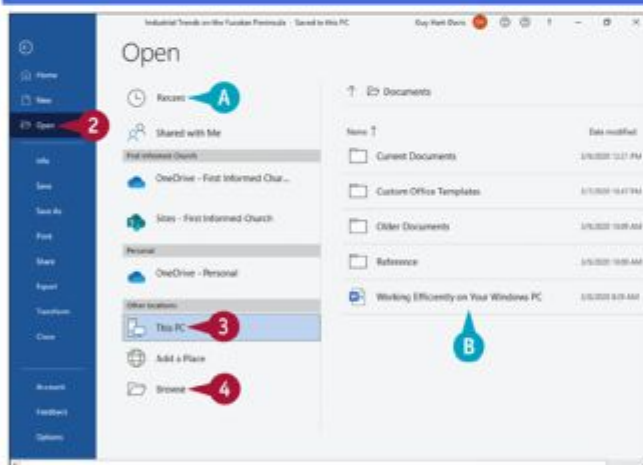 Industrial Trends on the Yucatan Peninsula - Saved to this PC
Guy Hart-Davis
?
Open
Home
New
Open
2
Info
Save
Save As
Print
Share
Export
Transform
Close
Account
Feedback
Options
Recent
A
Shared with Me
First Informed Church
OneDrive - First Informed Chur...
Sites - First Informed Church
Personal
OneDrive - Personal
Other locations
This PC
3
Add a Place
Browse
4
Documents
Name
Date modified
Current Documents
Custom Office Templates
Older Documents
Reference
Working Efficiently on Your Windows PC
B